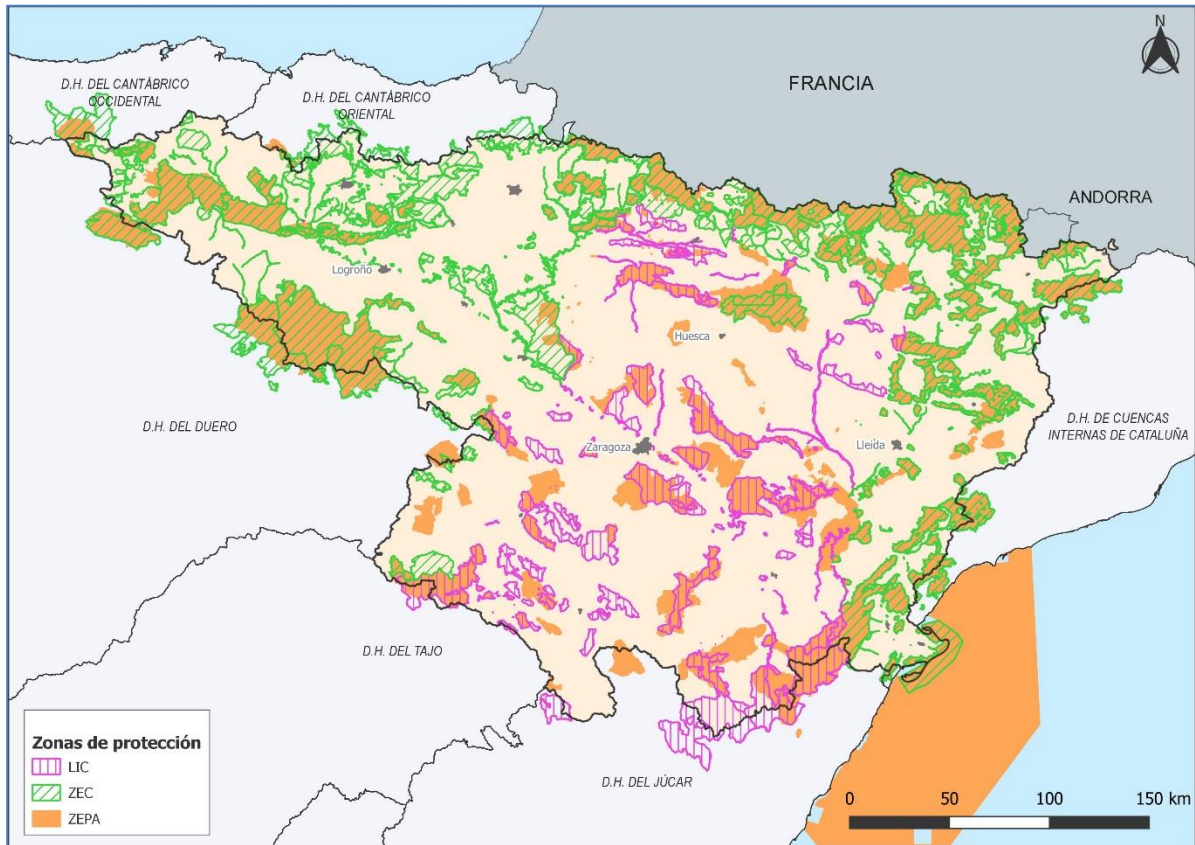 N
D.H. DEL CANTÁBRICO
OCCIDENTAL
D.H. DEL CANTÁBRICO
ORIENTAL
FRANCIA
ANDORRA
Logroño
Huesca
D.H. DEL DUERO
D.H. DE CUENCAS
INTERNAS DE CATALUÑA
Zaragoza
Lleida
D.H. DEL TAJO
D.H. DEL JÚCAR
Zonas de protección
LIC
ZEC
ZEPA
0 50 100 150 km